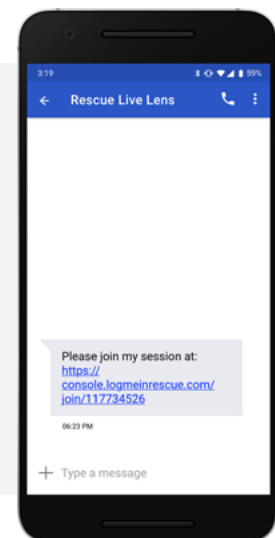 3:19
59%
Rescue Live Lens
Please join my session at:
https://
console.logmeinrescue.com/
join/117734526
06:23 PM
Type a message